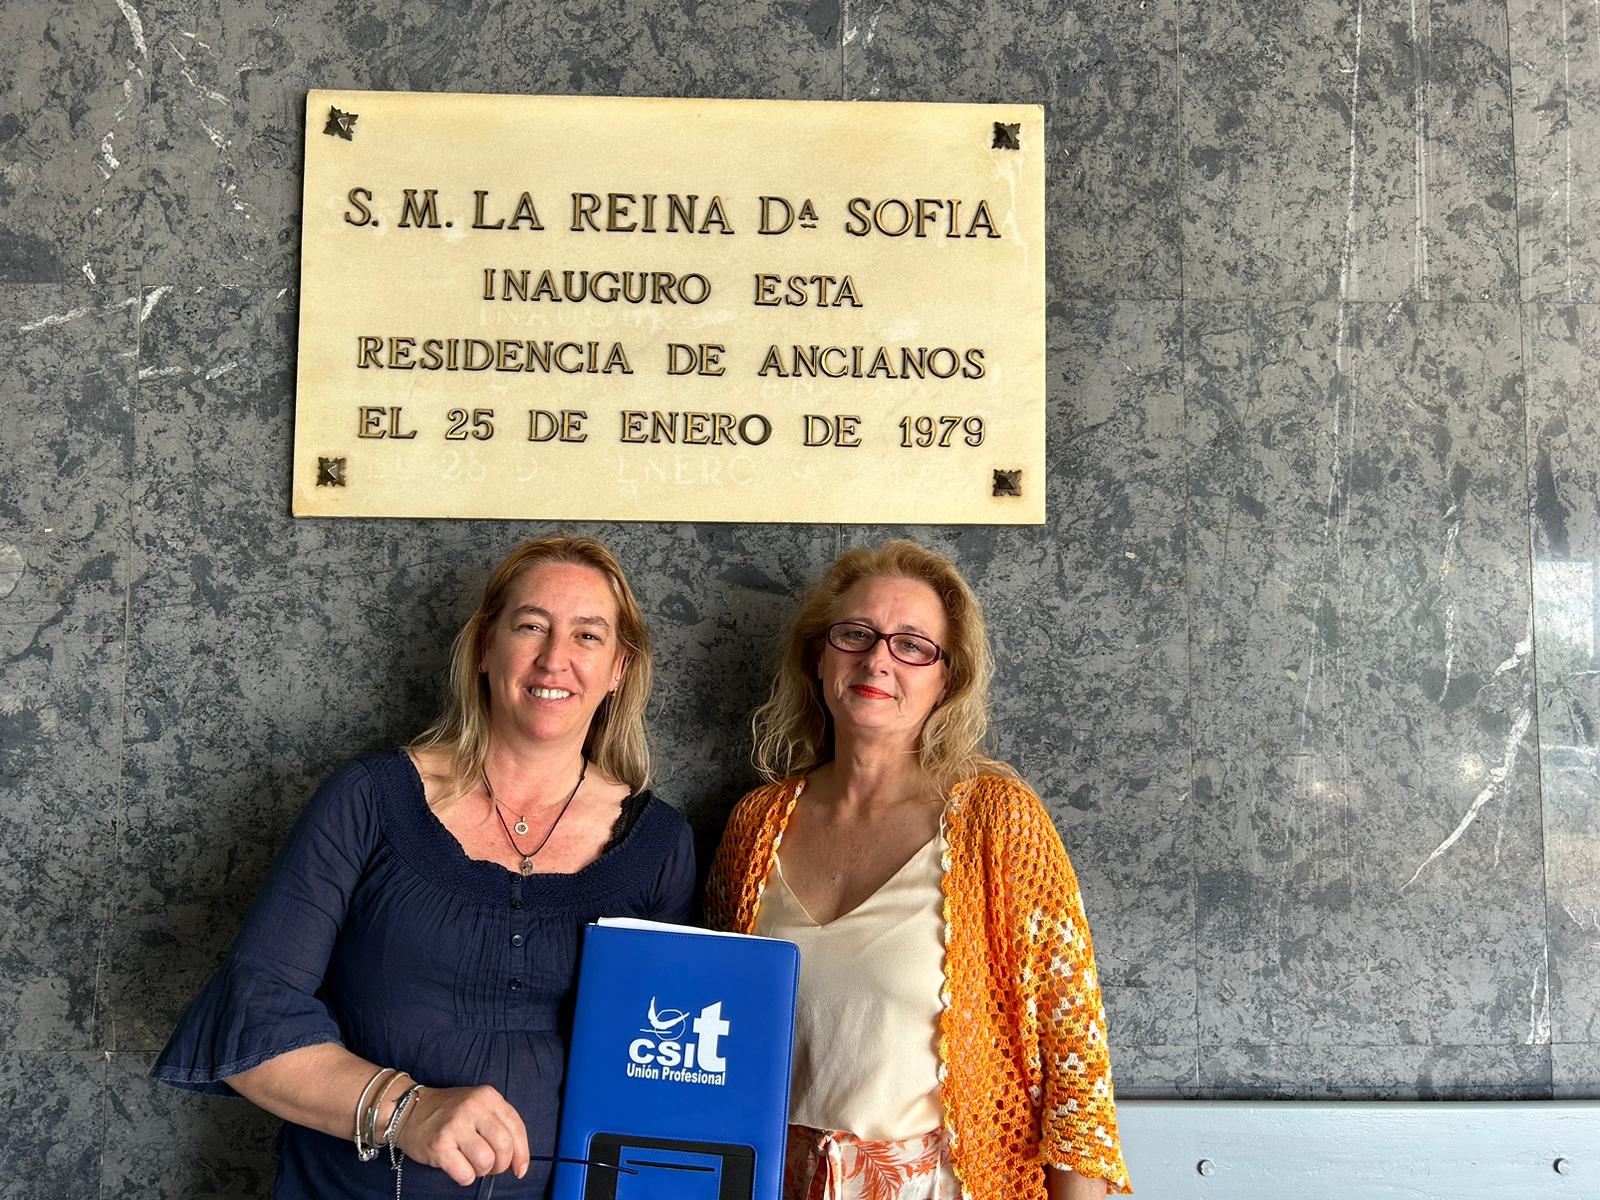 S. M. LA REINA Dª SOFIA
INAUGURO ESTA
RESIDENCIA DE ANCIANOS
EL 25 DE ENERO DE 1979
CSIt
Unión Profesional